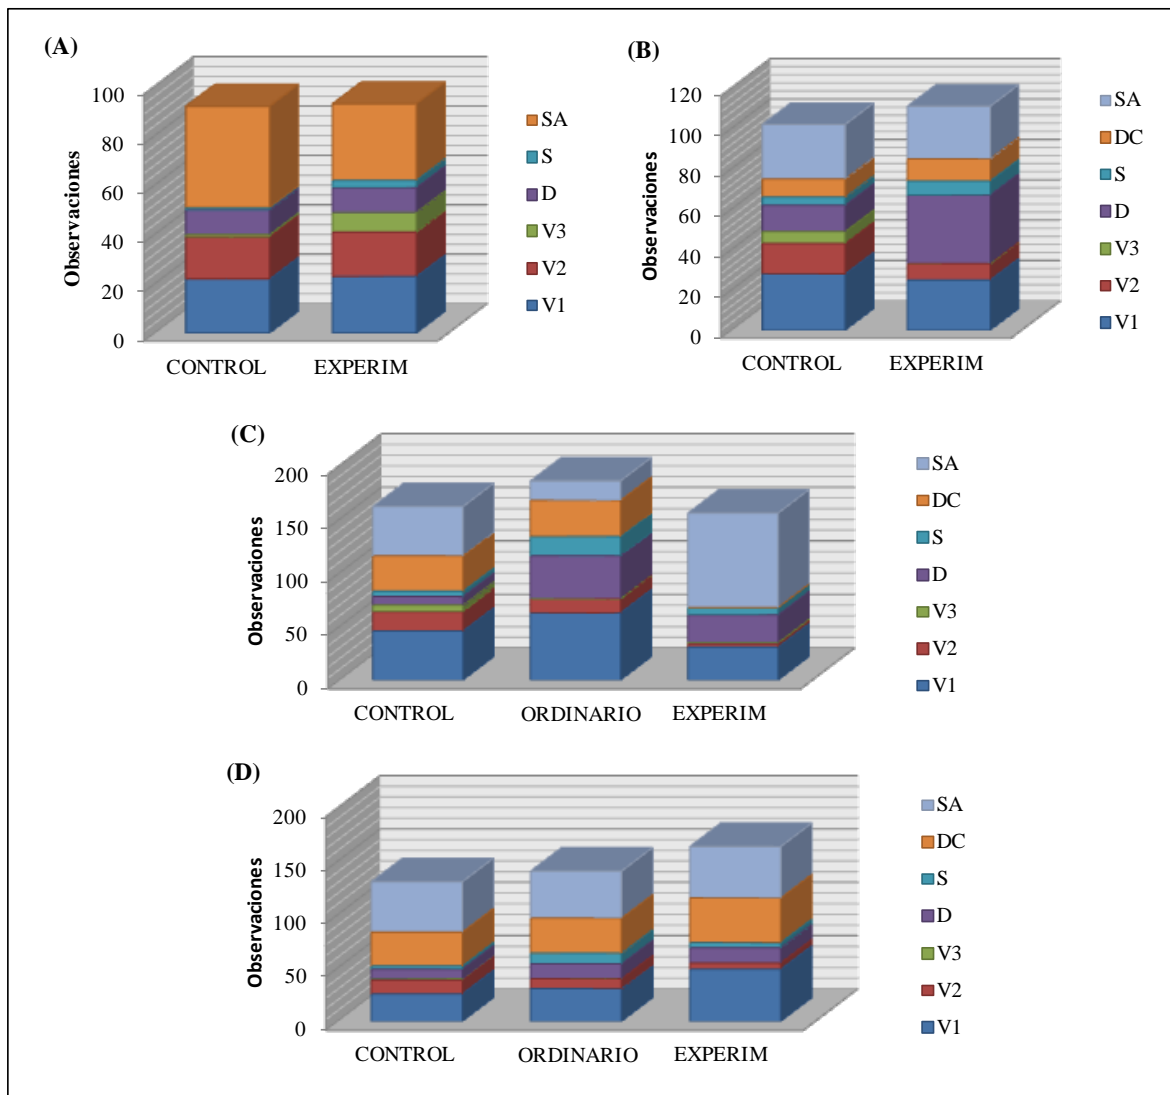 (A)
Observaciones
100
80
60
40
20
0
CONTROL EXPERIM
SA
S
D
V3
V2
V1
(B)
Observaciones
120
100
80
60
40
20
0
CONTROL EXPERIM
SA
DC
S
D
V3
V2
V1
(C)
Observaciones
200
150
100
50
0
CONTROL ORDINARIO EXPERIM
SA
DC
S
D
V3
V2
V1
(D)
Observaciones
200
150
100
50
0
CONTROL ORDINARIO EXPERIM
SA
DC
S
D
V3
V2
V1